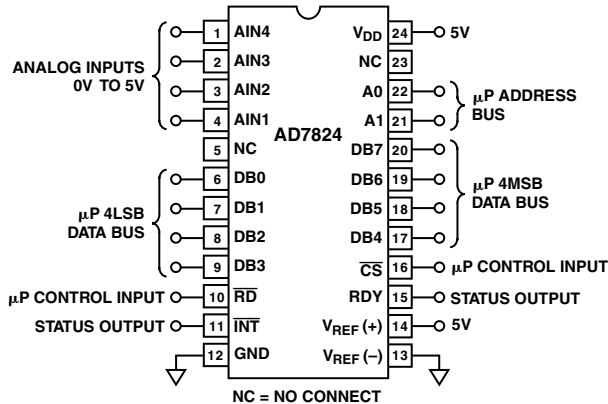 ANALOG INPUTS
0V TO 5V
1 AIN4
2 AIN3
3 AIN2
4 AIN1
5 NC
μP 4LSB
DATA BUS
6 DB0
7 DB1
8 DB2
9 DB3
μP CONTROL INPUT 10 R̅D̅
STATUS OUTPUT 11 I̅N̅T̅
12 GND
AD7824
VDD 24 5V
NC 23
A0 22
A1 21
μP ADDRESS
BUS
DB7 20
DB6 19
DB5 18
DB4 17
μP 4MSB
DATA BUS
C̅S̅ 16 μP CONTROL INPUT
RDY 15 STATUS OUTPUT
VREF (+) 14 5V
VREF (–) 13
NC = NO CONNECT